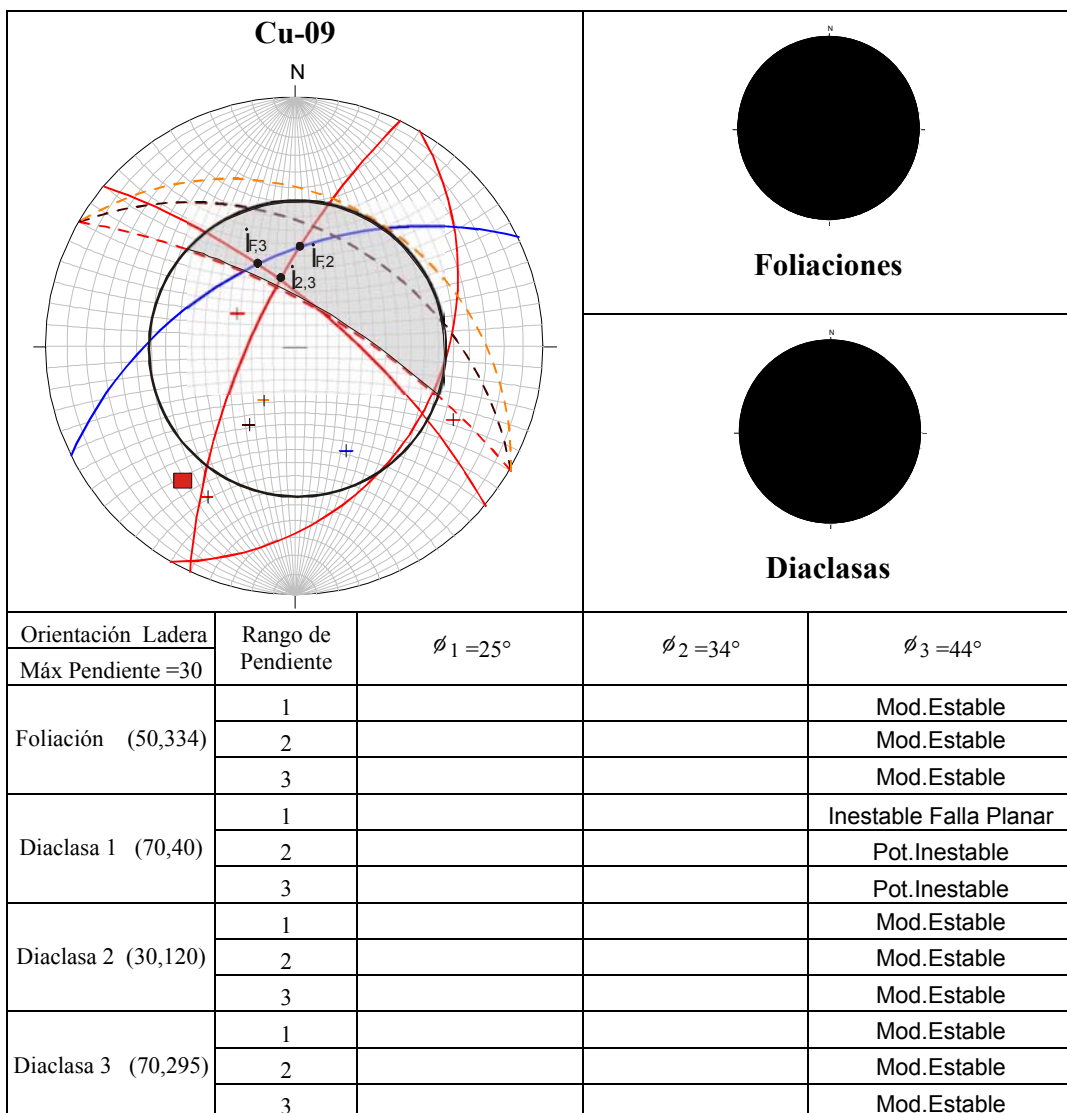 Cu-09
N
iF,3
iF,2
i2,3
N
Foliaciones
N
Diaclasas
Orientación Ladera
Máx Pendiente =30
Rango de
Pendiente
ϕ1 =25°
ϕ2 =34°
ϕ3 =44°
Foliación (50,334)
1 Mod.Estable
2 Mod.Estable
3 Mod.Estable
Diaclasa 1 (70,40)
1 Inestable Falla Planar
2 Pot.Inestable
3 Pot.Inestable
Diaclasa 2 (30,120)
1 Mod.Estable
2 Mod.Estable
3 Mod.Estable
Diaclasa 3 (70,295)
1 Mod.Estable
2 Mod.Estable
3 Mod.Estable